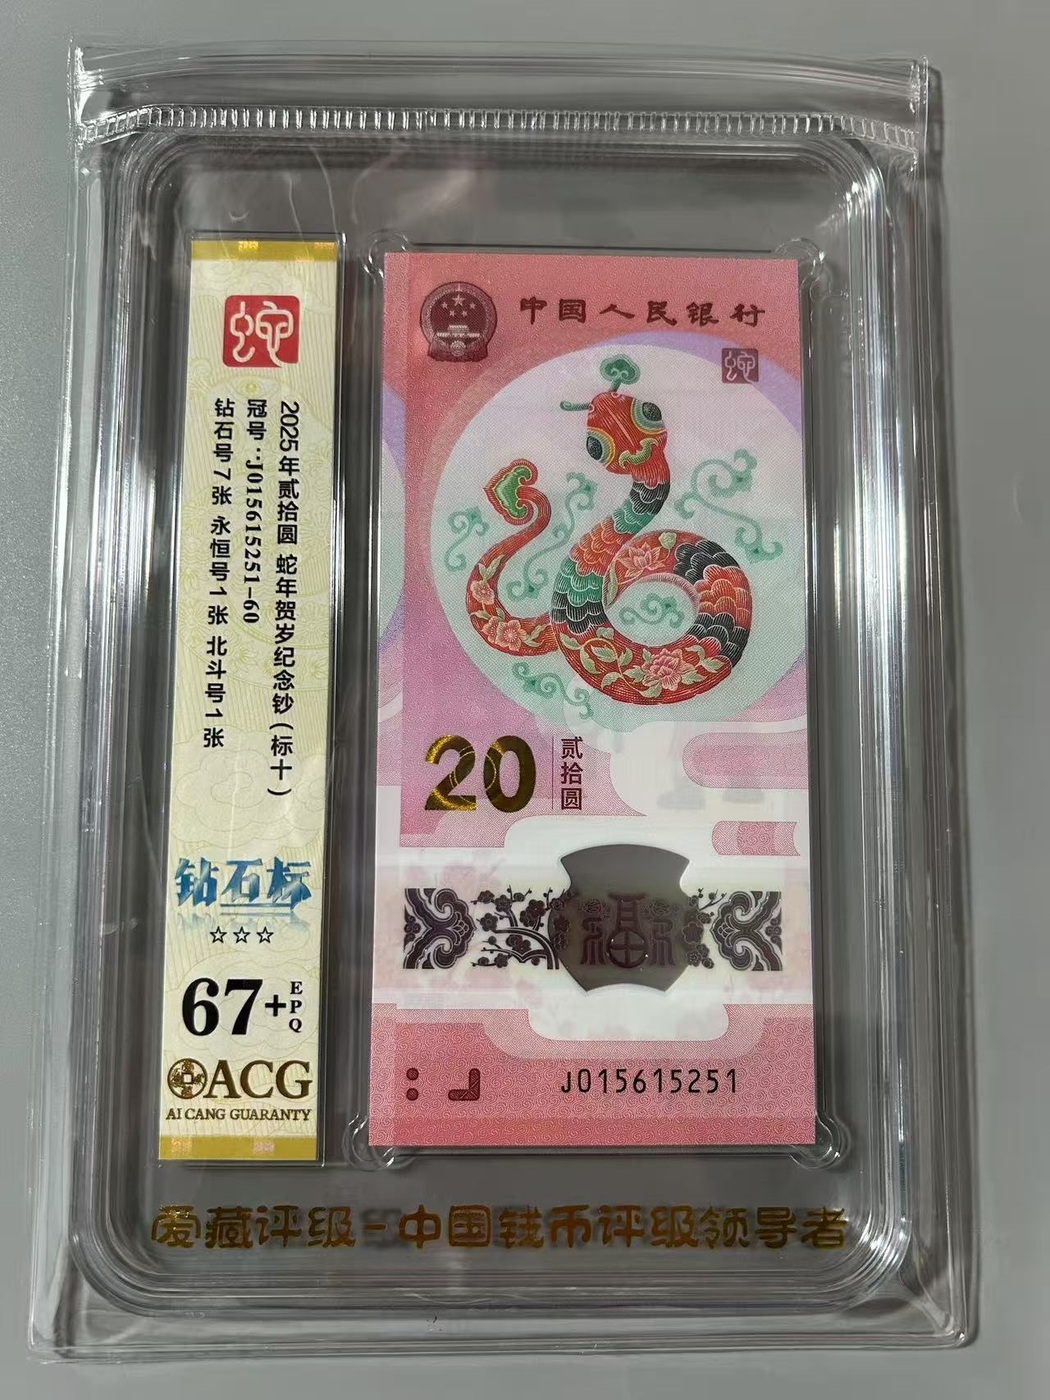 蛇
2025年贰拾圆 蛇年贺岁纪念钞(标十)
冠号:J015615251-60
钻石号7张 永恒号1张 北斗号1张
钻石标
☆☆☆
67+
EPQ
ACG
AI CANG GUARANTY
中国人民银行
蛇
20
贰拾圆
福
J015615251
爱藏评级-中国钱币评级领导者